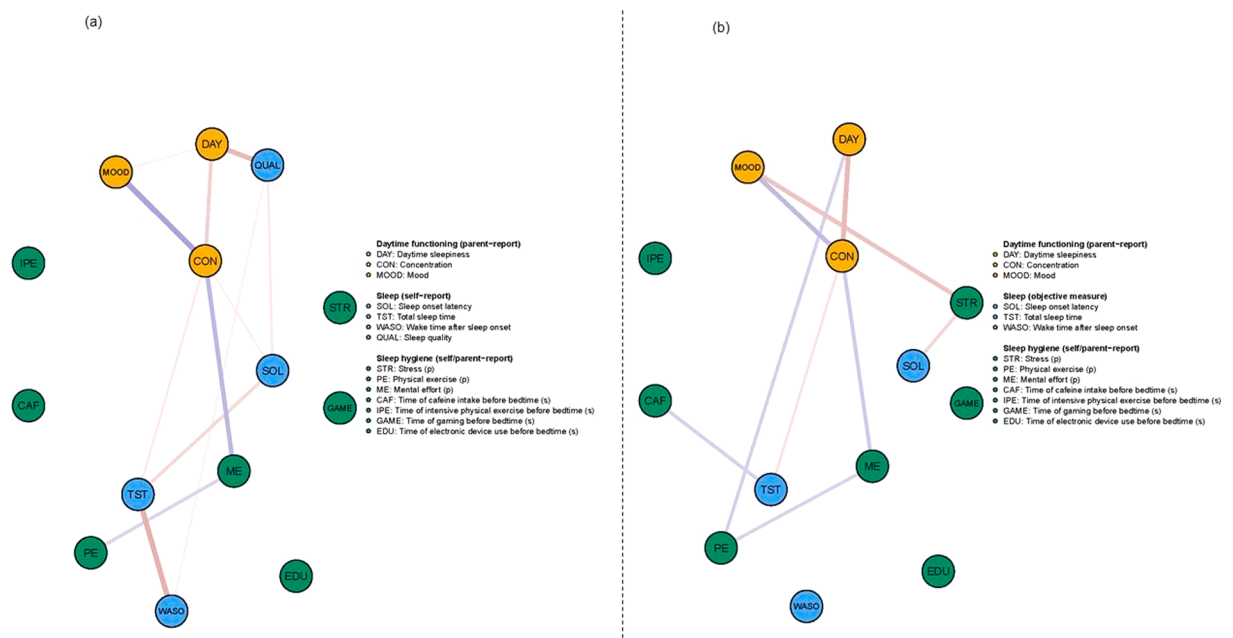 (a)
DAY
QUAL
MOOD
CON
IPE
STR
SOL
CAF
GAME
ME
TST
PE
EDU
WASO
Daytime functioning (parent-report)
DAY: Daytime sleepiness
CON: Concentration
MOOD: Mood
Sleep (self-report)
SOL: Sleep onset latency
TST: Total sleep time
WASO: Wake time after sleep onset
QUAL: Sleep quality
Sleep hygiene (self/parent-report)
STR: Stress (p)
PE: Physical exercise (p)
ME: Mental effort (p)
CAF: Time of cafeine intake before bedtime (s)
IPE: Time of intensive physical exercise before bedtime (s)
GAME: Time of gaming before bedtime (s)
EDU: Time of electronic device use before bedtime (s)
(b)
DAY
MOOD
CON
IPE
STR
SOL
CAF
GAME
ME
TST
PE
EDU
WASO
Daytime functioning (parent-report)
DAY: Daytime sleepiness
CON: Concentration
MOOD: Mood
Sleep (objective measure)
SOL: Sleep onset latency
TST: Total sleep time
WASO: Wake time after sleep onset
Sleep hygiene (self/parent-report)
STR: Stress (p)
PE: Physical exercise (p)
ME: Mental effort (p)
CAF: Time of cafeine intake before bedtime (s)
IPE: Time of intensive physical exercise before bedtime (s)
GAME: Time of gaming before bedtime (s)
EDU: Time of electronic device use before bedtime (s)